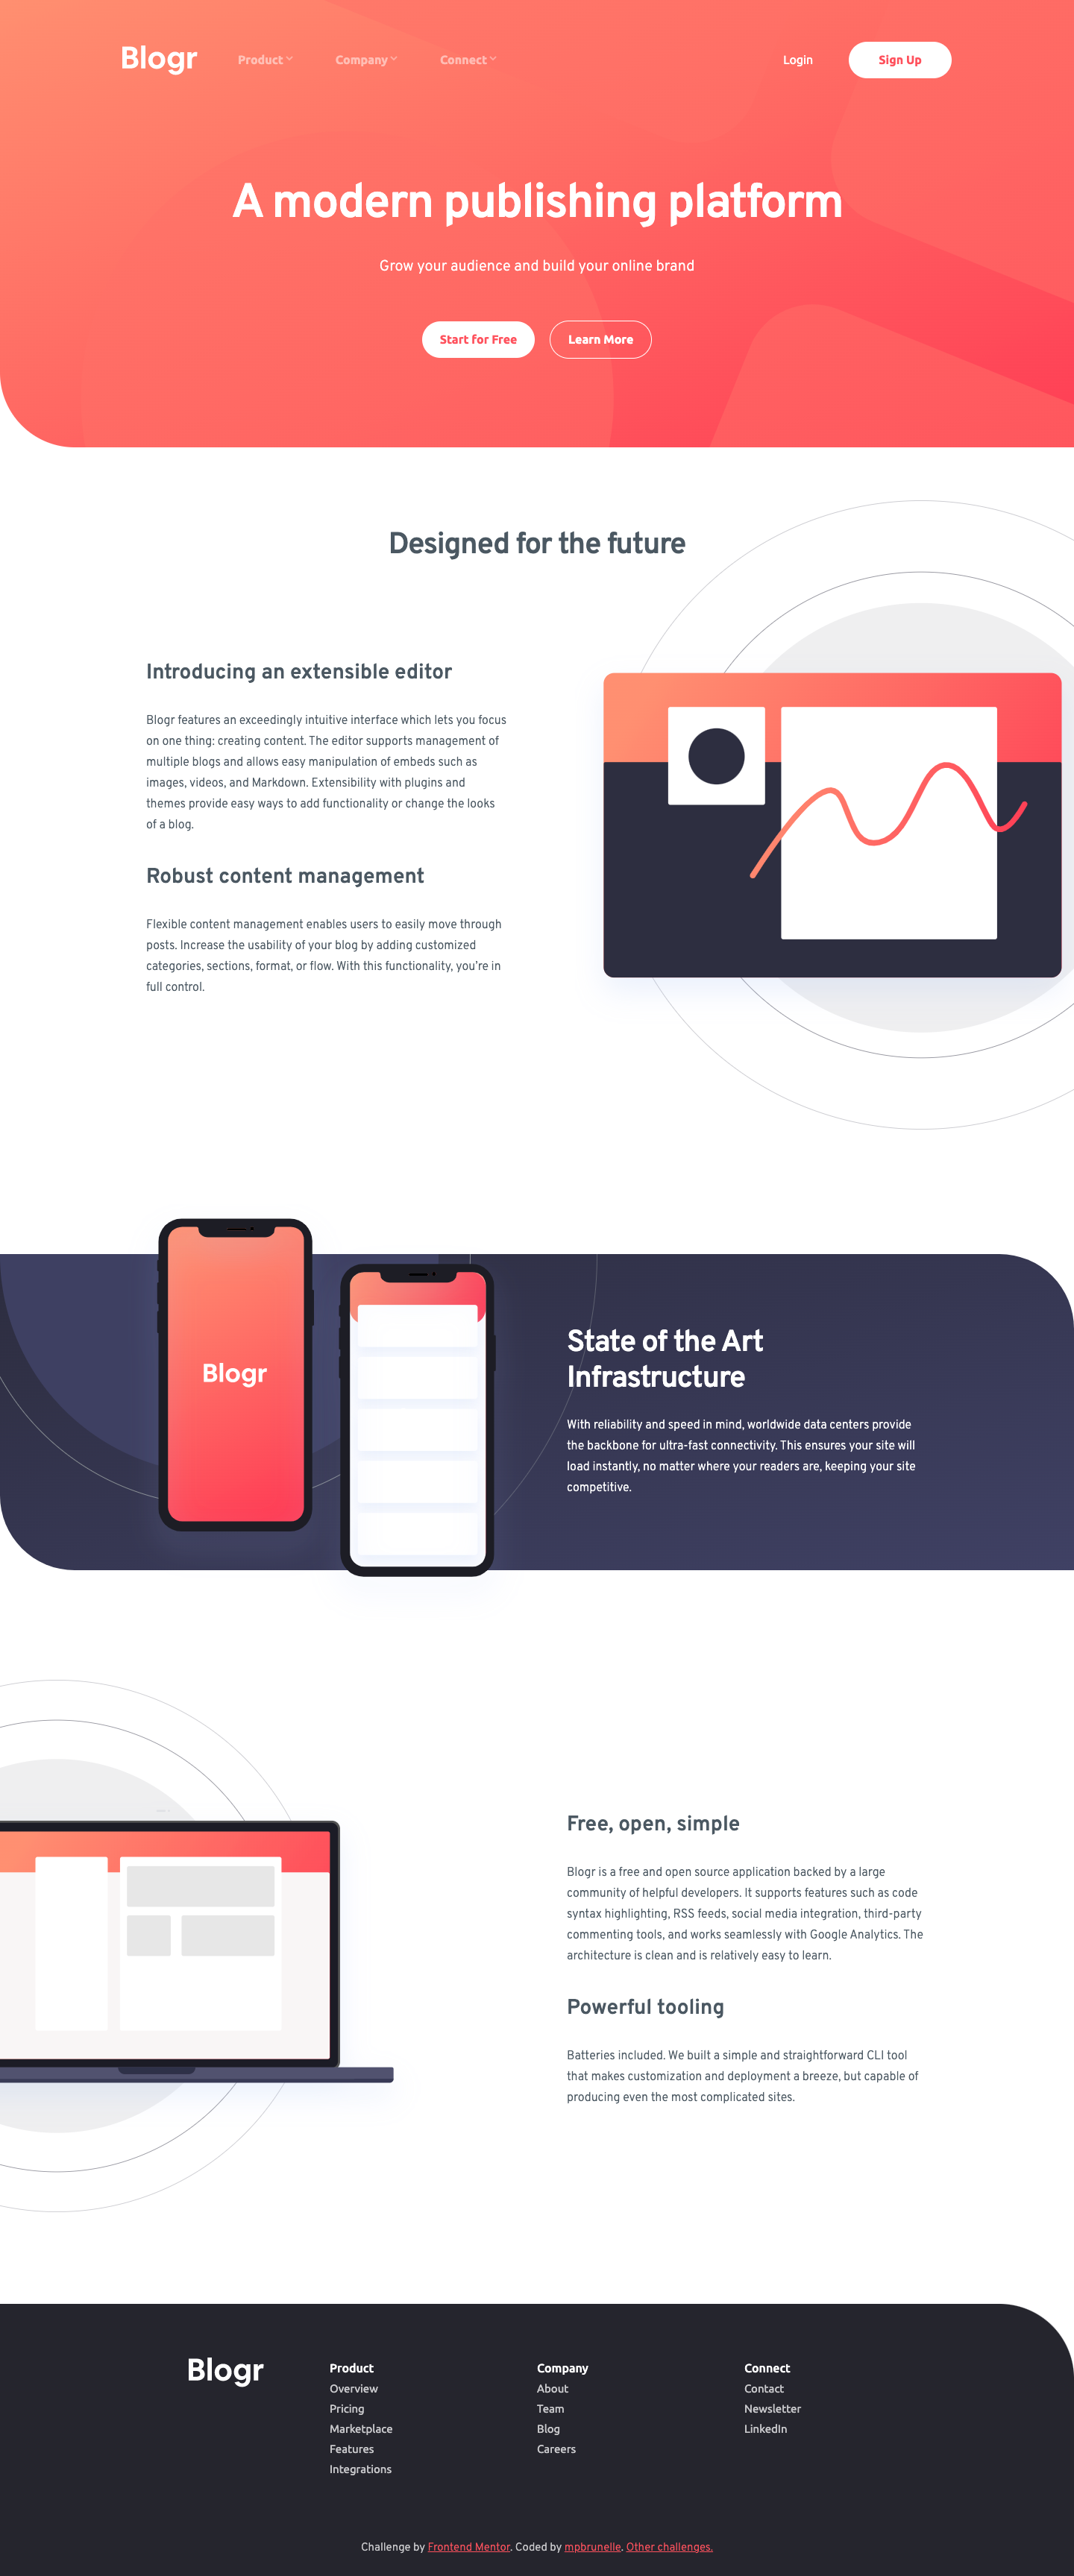 Blogr Product Company Connect Login Sign Up
A modern publishing platform
Grow your audience and build your online brand
Start for Free Learn More
Designed for the future
Introducing an extensible editor
Blogr features an exceedingly intuitive interface which lets you focus
on one thing: creating content. The editor supports management of
multiple blogs and allows easy manipulation of embeds such as
images, videos, and Markdown. Extensibility with plugins and
themes provide easy ways to add functionality or change the looks
of a blog.
Robust content management
Flexible content management enables users to easily move through
posts. Increase the usability of your blog by adding customized
categories, sections, format, or flow. With this functionality, you're in
full control.
Blogr
State of the Art
Infrastructure
With reliability and speed in mind, worldwide data centers provide
the backbone for ultra-fast connectivity. This ensures your site will
load instantly, no matter where your readers are, keeping your site
competitive.
Free, open, simple
Blogr is a free and open source application backed by a large
community of helpful developers. It supports features such as code
syntax highlighting, RSS feeds, social media integration, third-party
commenting tools, and works seamlessly with Google Analytics. The
architecture is clean and is relatively easy to learn.
Powerful tooling
Batteries included. We built a simple and straightforward CLI tool
that makes customization and deployment a breeze, but capable of
producing even the most complicated sites.
Blogr
Product
Overview
Pricing
Marketplace
Features
Integrations
Company
About
Team
Blog
Careers
Connect
Contact
Newsletter
LinkedIn
Challenge by Frontend Mentor. Coded by mpbrunelle. Other challenges.